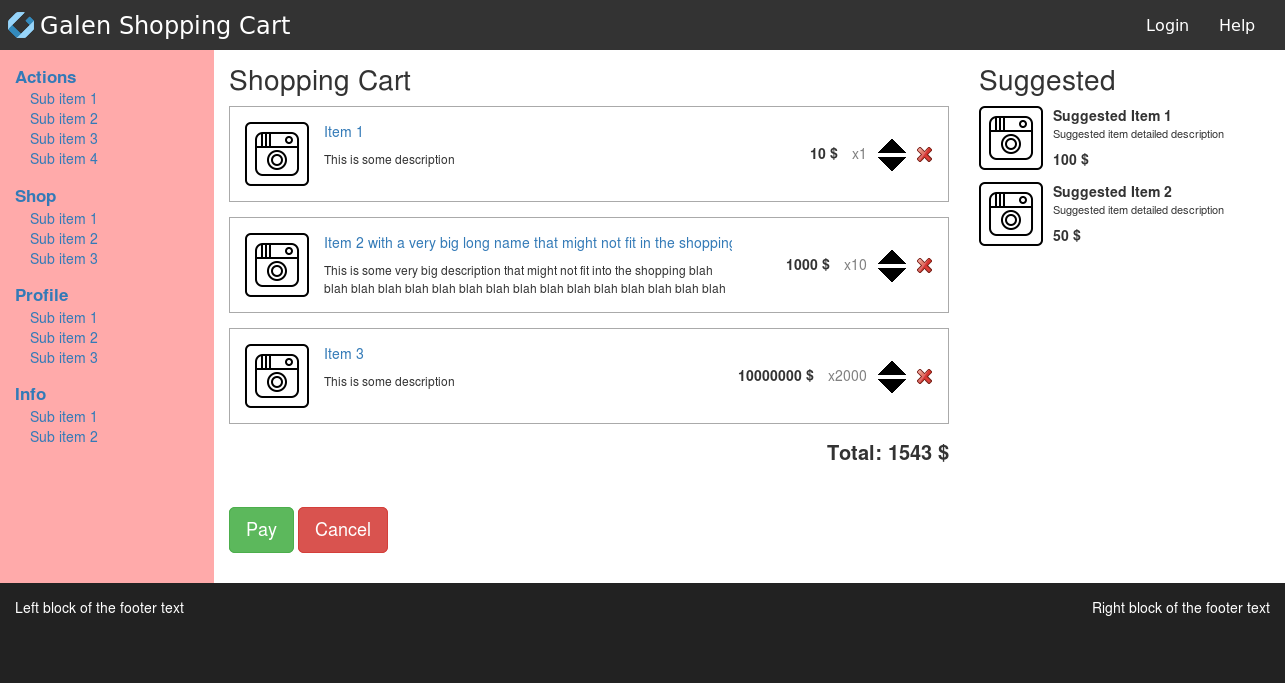 Galen Shopping Cart
Login
Help
Actions
Sub item 1
Sub item 2
Sub item 3
Sub item 4
Shop
Sub item 1
Sub item 2
Sub item 3
Profile
Sub item 1
Sub item 2
Sub item 3
Info
Sub item 1
Sub item 2
Shopping Cart
Item 1
This is some description
10 $ x1
Item 2 with a very big long name that might not fit in the shopping
This is some very big description that might not fit into the shopping blah
blah blah blah blah blah blah blah blah blah blah blah blah blah blah blah
1000 $ x10
Item 3
This is some description
10000000 $ x2000
Total: 1543 $
Pay
Cancel
Suggested
Suggested Item 1
Suggested item detailed description
100 $
Suggested Item 2
Suggested item detailed description
50 $
Left block of the footer text
Right block of the footer text